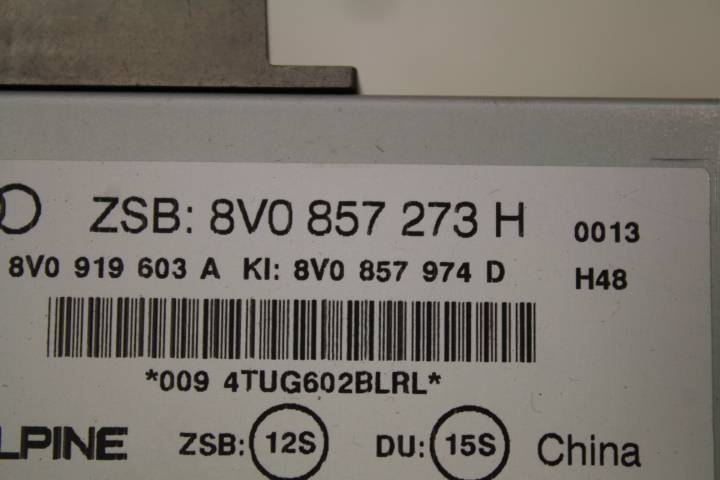 ZSB: 8V0 857 273 H 0013
8V0 919 603 A KI: 8V0 857 974 D H48
*009 4TUG602BLRL*
LPINE ZSB: 12S DU: 15S China